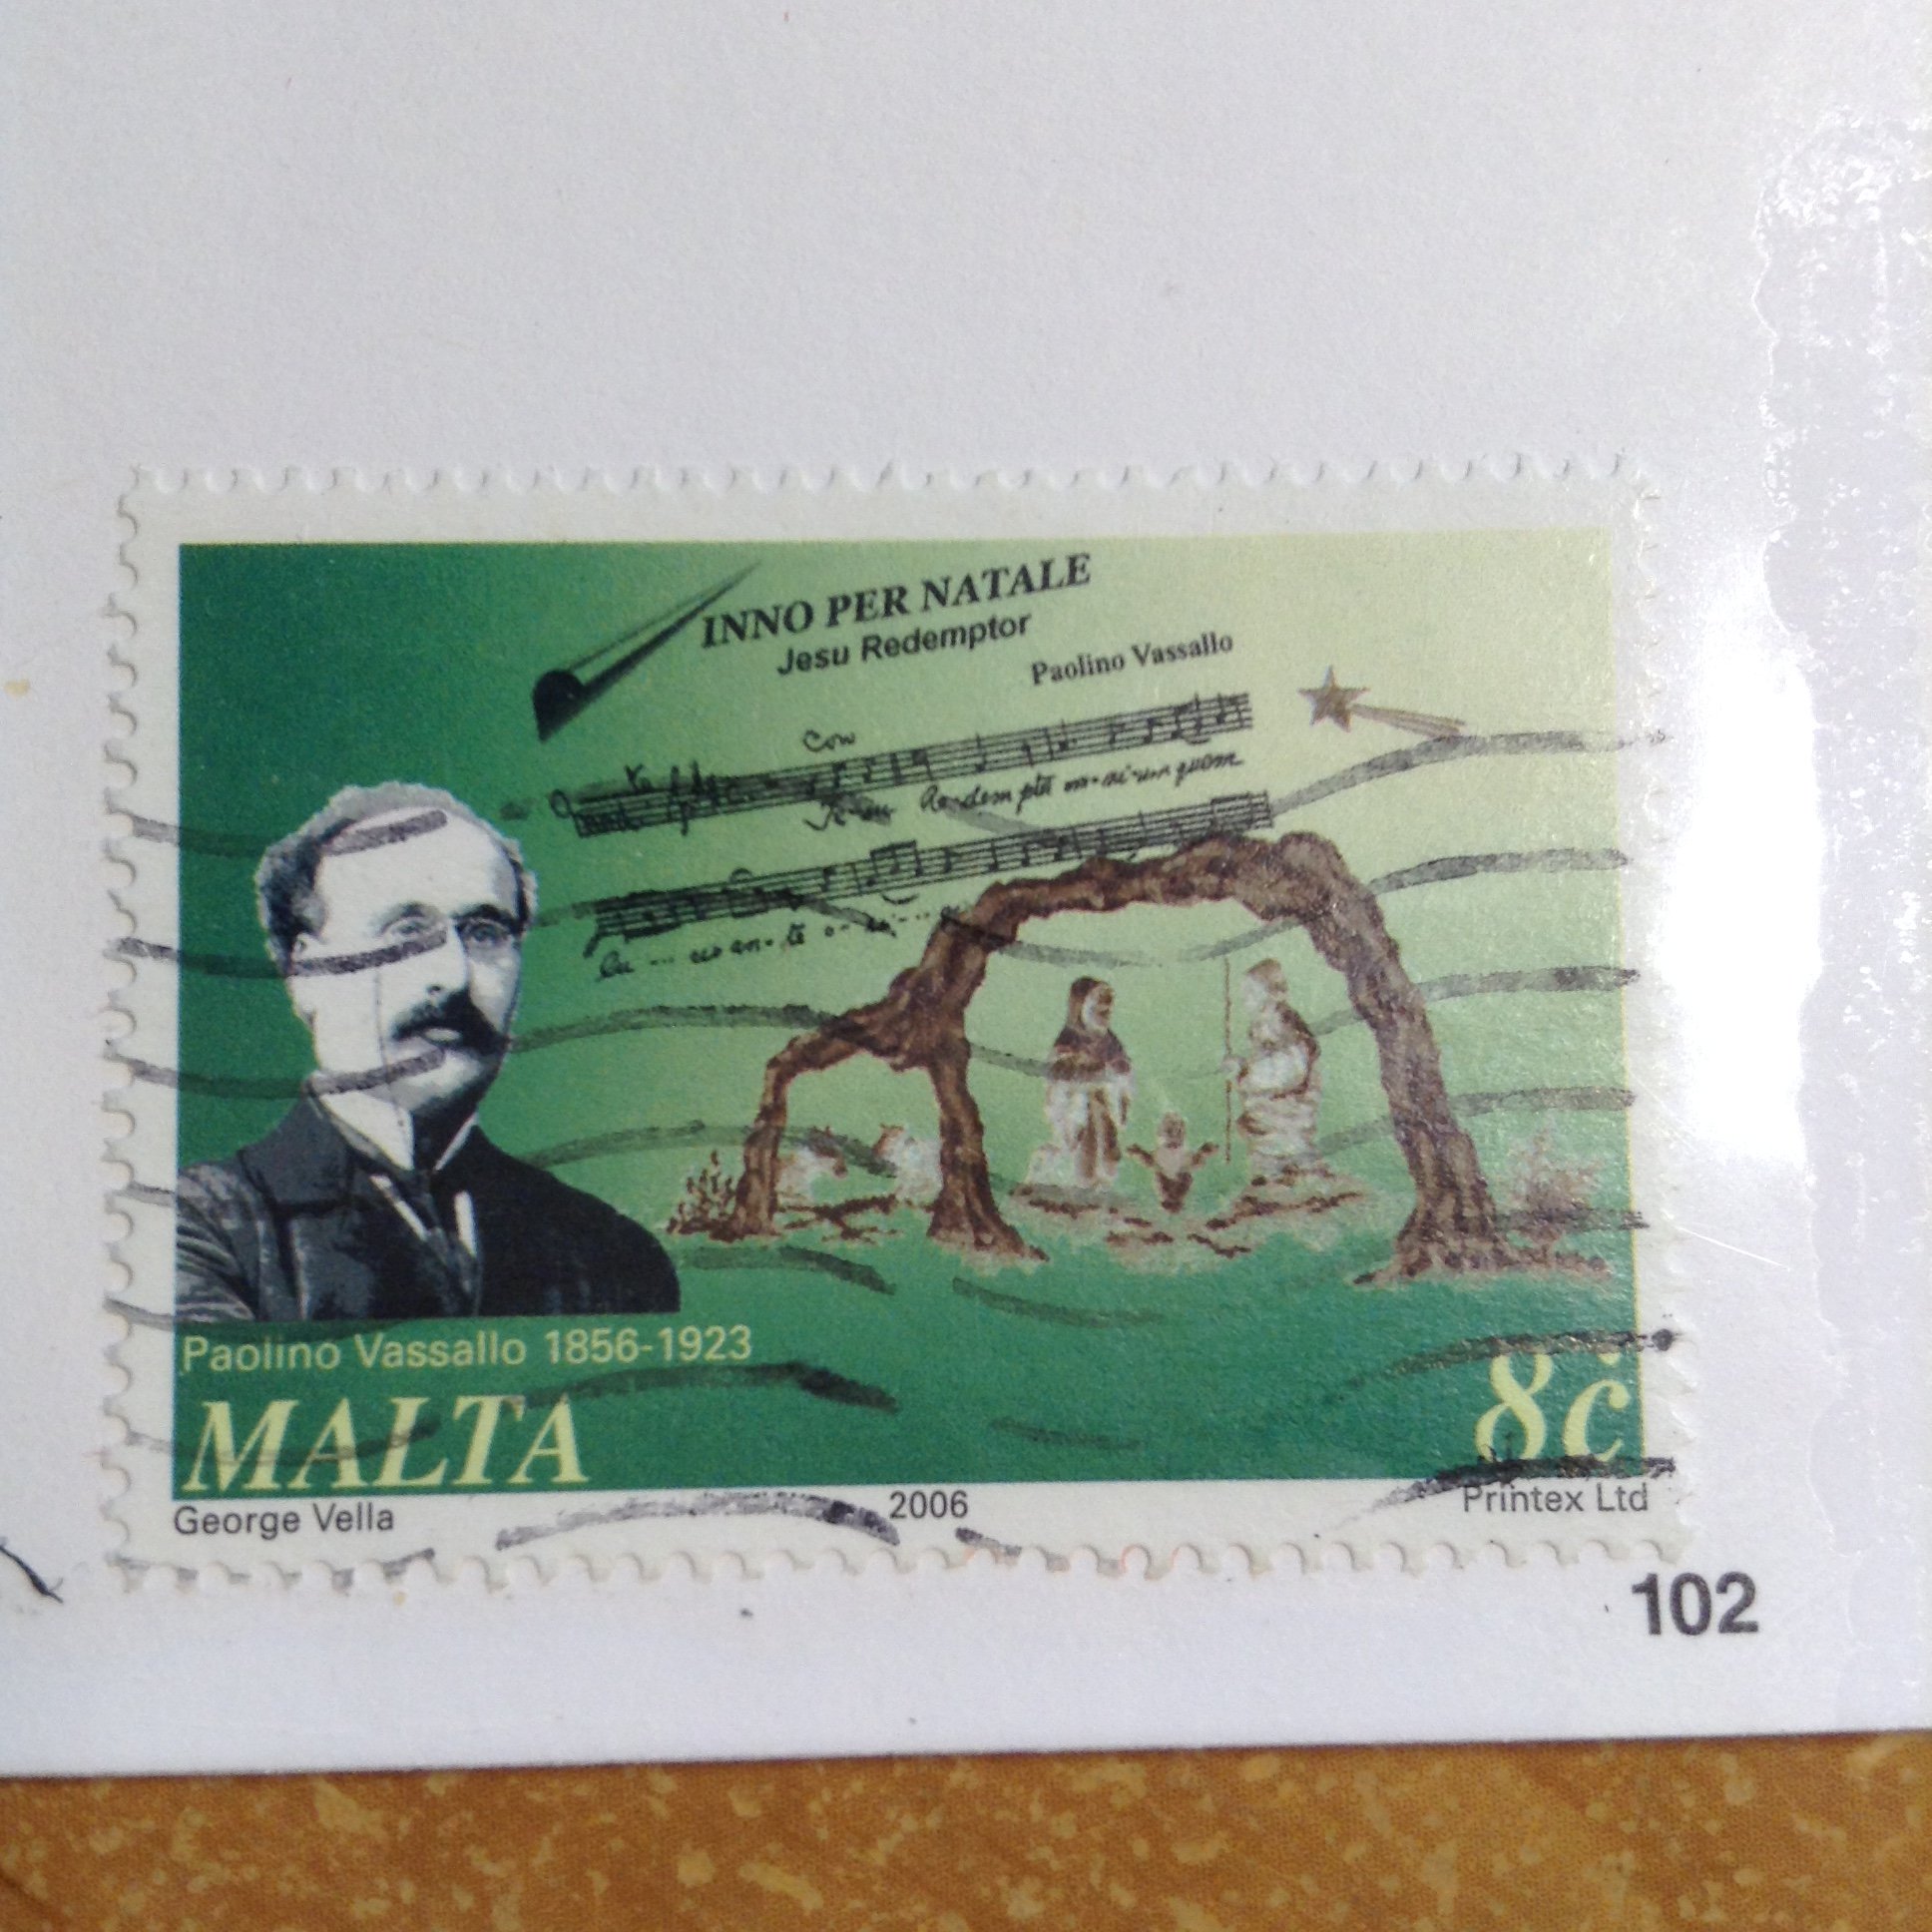 INNO PER NATALE
Jesu Redemptor
Paolino Vassallo
Con
Paolino Vassallo 1856-1923
MALTA
8c
George Vella
2006
Printex Ltd
102